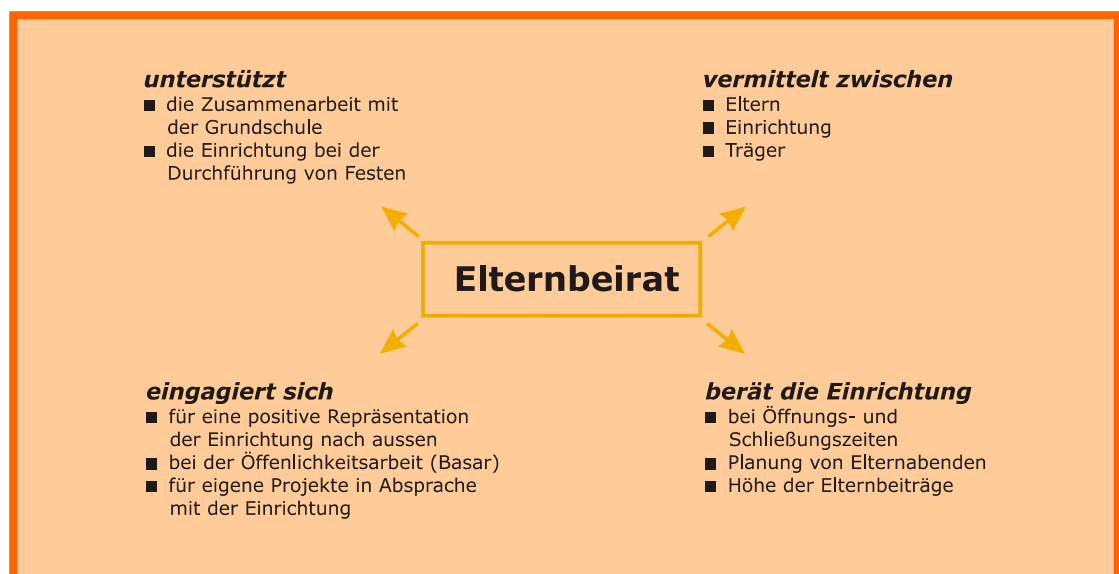 unterstützt
■ die Zusammenarbeit mit
der Grundschule
■ die Einrichtung bei der
Durchführung von Festen
vermittelt zwischen
■ Eltern
■ Einrichtung
■ Träger
Elternbeirat
eingagiert sich
■ für eine positive Repräsentation
der Einrichtung nach aussen
■ bei der Öffenlichkeitsarbeit (Basar)
■ für eigene Projekte in Absprache
mit der Einrichtung
berät die Einrichtung
■ bei Öffnungs- und
Schließungszeiten
■ Planung von Elternabenden
■ Höhe der Elternbeiträge